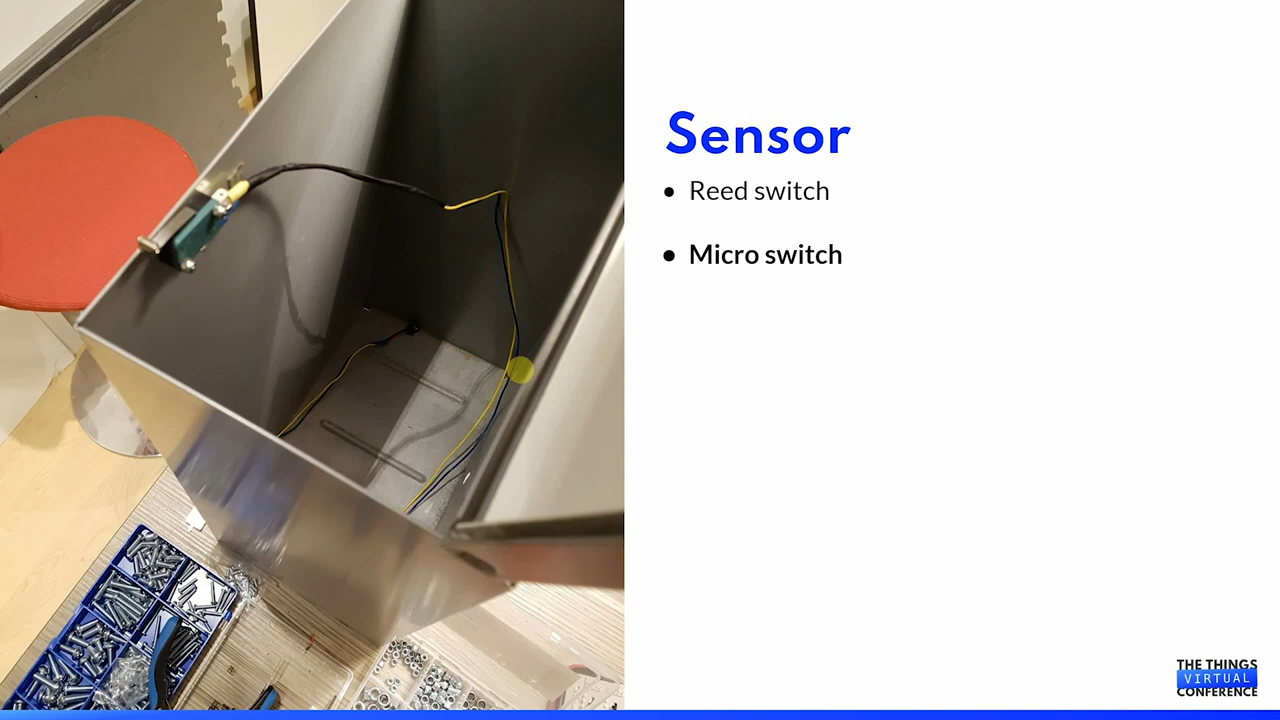 Sensor
• Reed switch
• Micro switch
THE THINGS
VIRTUAL
CONFERENCE